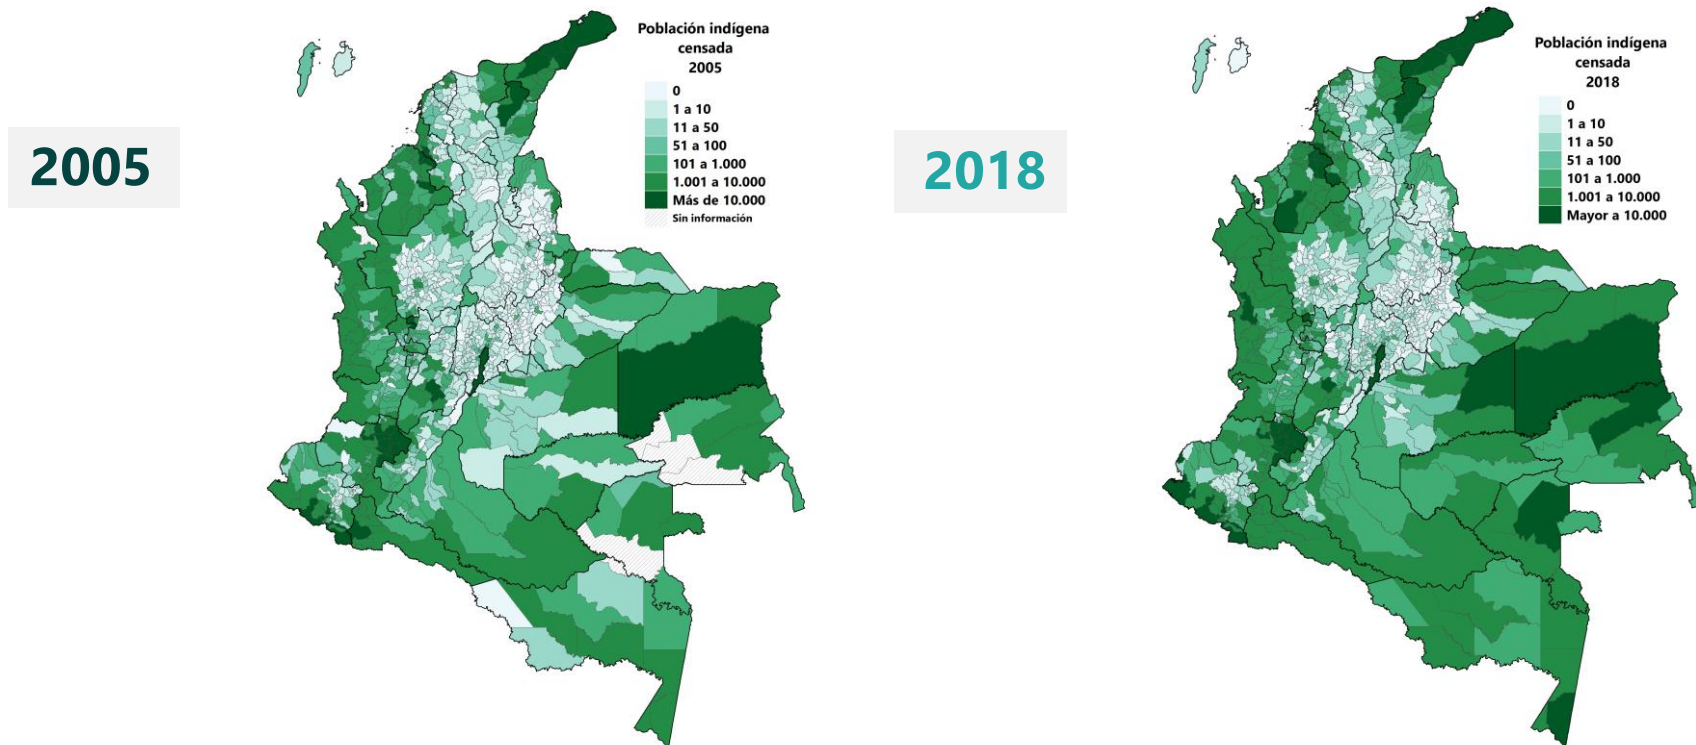 2005
Población indígena
censada
2005
0
1 a 10
11 a 50
51 a 100
101 a 1.000
1.001 a 10.000
Más de 10.000
Sin información
2018
Población indígena
censada
2018
0
1 a 10
11 a 50
51 a 100
101 a 1.000
1.001 a 10.000
Mayor a 10.000